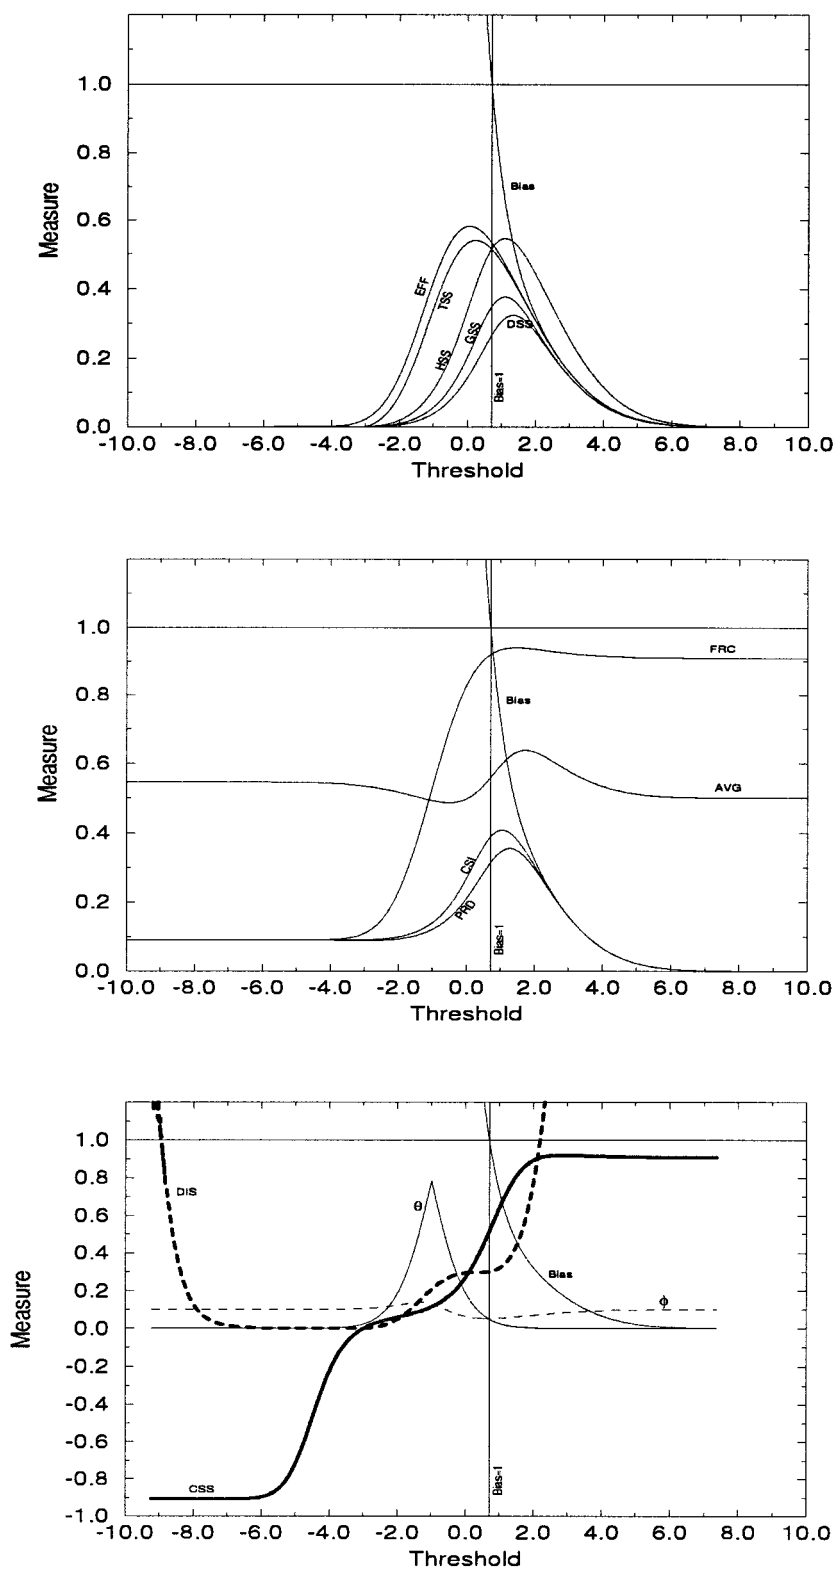 1.0
0.8
Measure
Bias
0.6
EFF
TSS
0.4
HSS
GSS
DSS
0.2
Bias=1
0.0
-10.0 -8.0 -6.0 -4.0 -2.0 0.0 2.0 4.0 6.0 8.0 10.0
Threshold
1.0
FRC
0.8
Measure
Bias
0.6
AVG
0.4
CSI
PRD
0.2
Bias=1
0.0
-10.0 -8.0 -6.0 -4.0 -2.0 0.0 2.0 4.0 6.0 8.0 10.0
Threshold
1.0
DIS
0.8
θ
0.6
0.4
Measure
Bias
0.2
ϕ
0.0
-0.2
-0.4
-0.6
-0.8
CSS
Bias=1
-1.0
-10.0 -8.0 -6.0 -4.0 -2.0 0.0 2.0 4.0 6.0 8.0 10.0
Threshold